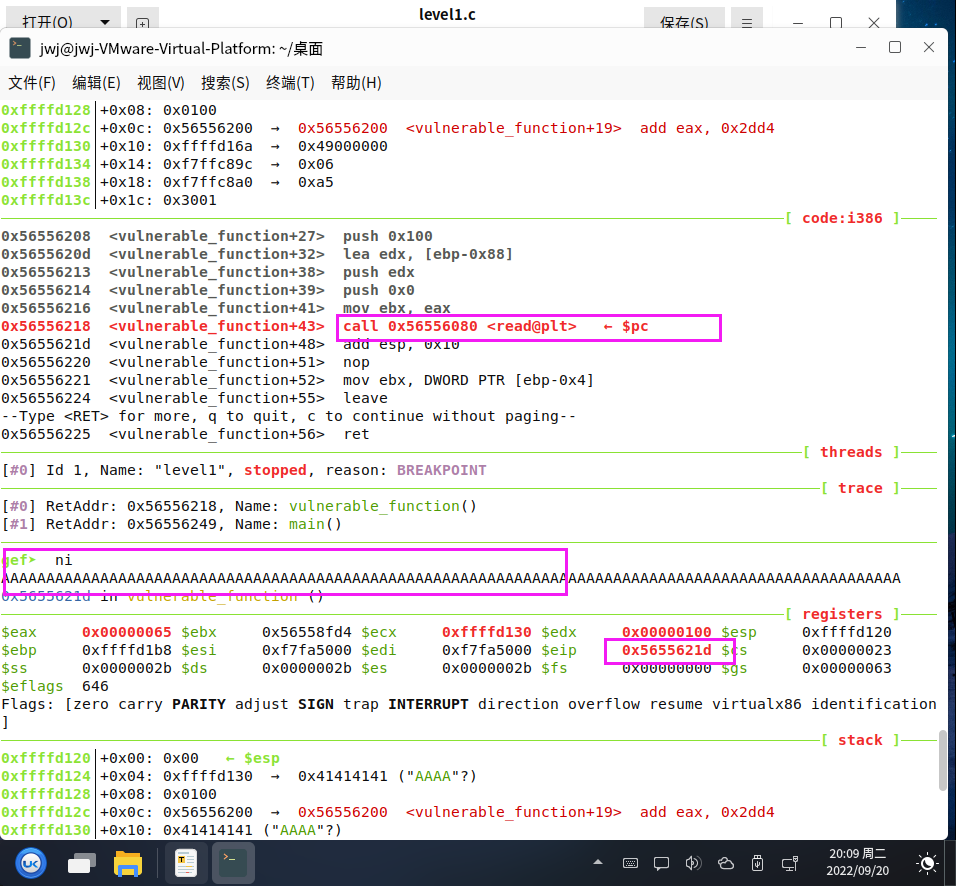 打开(O)
level1.c
保存(S)
jwj@jwj-VMware-Virtual-Platform: ~/桌面
文件(F) 编辑(E) 视图(V) 搜索(S) 终端(T) 帮助(H)
0xffffd128 +0x08: 0x0100
0xffffd12c +0x0c: 0x56556200 → 0x56556200 <vulnerable_function+19> add eax, 0x2dd4
0xffffd130 +0x10: 0xffffd16a → 0x49000000
0xffffd134 +0x14: 0xf7ffc89c → 0x06
0xffffd138 +0x18: 0xf7ffc8a0 → 0xa5
0xffffd13c +0x1c: 0x3001
[ code:i386 ]
0x56556208 <vulnerable_function+27> push 0x100
0x5655620d <vulnerable_function+32> lea edx, [ebp-0x88]
0x56556213 <vulnerable_function+38> push edx
0x56556214 <vulnerable_function+39> push 0x0
0x56556216 <vulnerable_function+41> mov ebx, eax
0x56556218 <vulnerable_function+43> call 0x56556080 <read@plt> ← $pc
0x5655621d <vulnerable_function+48> add esp, 0x10
0x56556220 <vulnerable_function+51> nop
0x56556221 <vulnerable_function+52> mov ebx, DWORD PTR [ebp-0x4]
0x56556224 <vulnerable_function+55> leave
--Type <RET> for more, q to quit, c to continue without paging--
0x56556225 <vulnerable_function+56> ret
[ threads ]
[#0] Id 1, Name: "level1", stopped, reason: BREAKPOINT
[ trace ]
[#0] RetAddr: 0x56556218, Name: vulnerable_function()
[#1] RetAddr: 0x56556249, Name: main()
gef➤ ni
AAAAAAAAAAAAAAAAAAAAAAAAAAAAAAAAAAAAAAAAAAAAAAAAAAAAAAAAAAAAAAAAAAAAAAAAAAAAAAAAAAAAAAAAAAAAAAAAAAAA
0x5655621d in vulnerable_function ()
[ registers ]
$eax 0x00000065 $ebx 0x56558fd4 $ecx 0xffffd130 $edx 0x00000100 $esp 0xffffd120
$ebp 0xffffd1b8 $esi 0xf7fa5000 $edi 0xf7fa5000 $eip 0x5655621d $cs 0x00000023
$ss 0x0000002b $ds 0x0000002b $es 0x0000002b $fs 0x00000000 $gs 0x00000063
$eflags 646
Flags: [zero carry PARITY adjust SIGN trap INTERRUPT direction overflow resume virtualx86 identification
]
[ stack ]
0xffffd120 +0x00: 0x00 ← $esp
0xffffd124 +0x04: 0xffffd130 → 0x41414141 ("AAAA"?)
0xffffd128 +0x08: 0x0100
0xffffd12c +0x0c: 0x56556200 → 0x56556200 <vulnerable_function+19> add eax, 0x2dd4
0xffffd130 +0x10: 0x41414141 ("AAAA"?)
20:09 周二
2022/09/20